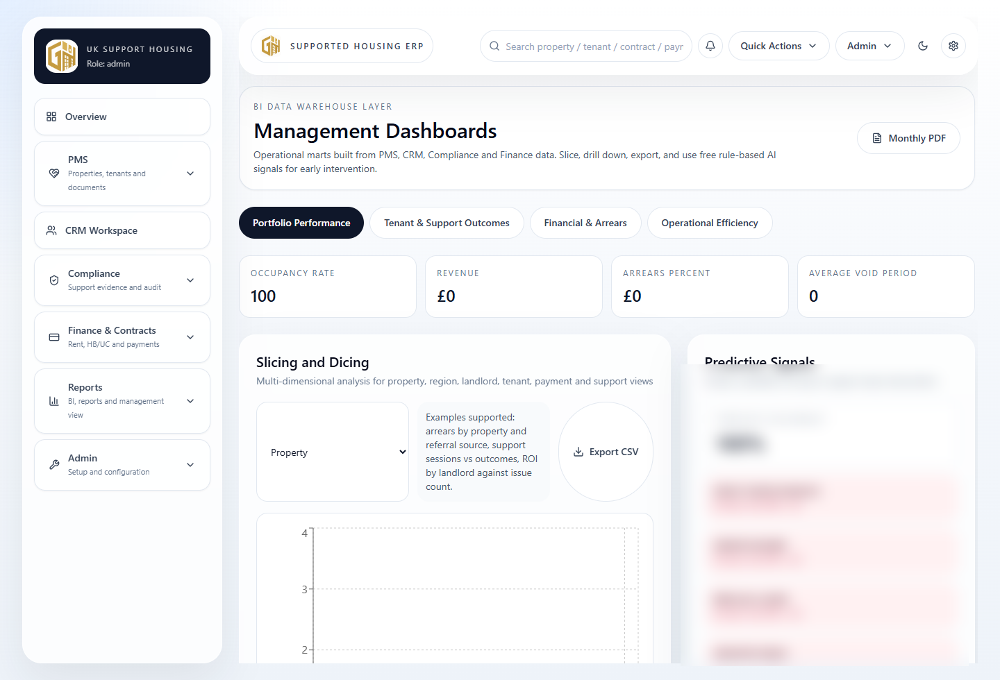 UK SUPPORT HOUSING
Role: admin
Overview
PMS
Properties, tenants and
documents
CRM Workspace
Compliance
Support evidence and audit
Finance & Contracts
Rent, HB/UC and payments
Reports
BI, reports and management
view
Admin
Setup and configuration
SUPPORTED HOUSING ERP
Search property / tenant / contract / payr
Quick Actions
Admin
BI DATA WAREHOUSE LAYER
Management Dashboards
Operational marts built from PMS, CRM, Compliance and Finance data. Slice, drill down, export, and use free rule-based AI
signals for early intervention.
Monthly PDF
Portfolio Performance
Tenant & Support Outcomes
Financial & Arrears
Operational Efficiency
OCCUPANCY RATE
100
REVENUE
£0
ARREARS PERCENT
£0
AVERAGE VOID PERIOD
0
Slicing and Dicing
Multi-dimensional analysis for property, region, landlord, tenant, payment and support views
Property
Examples supported:
arrears by property and
referral source, support
sessions vs outcomes, ROI
by landlord against issue
count.
Export CSV
4
3
2
Predictive Signals